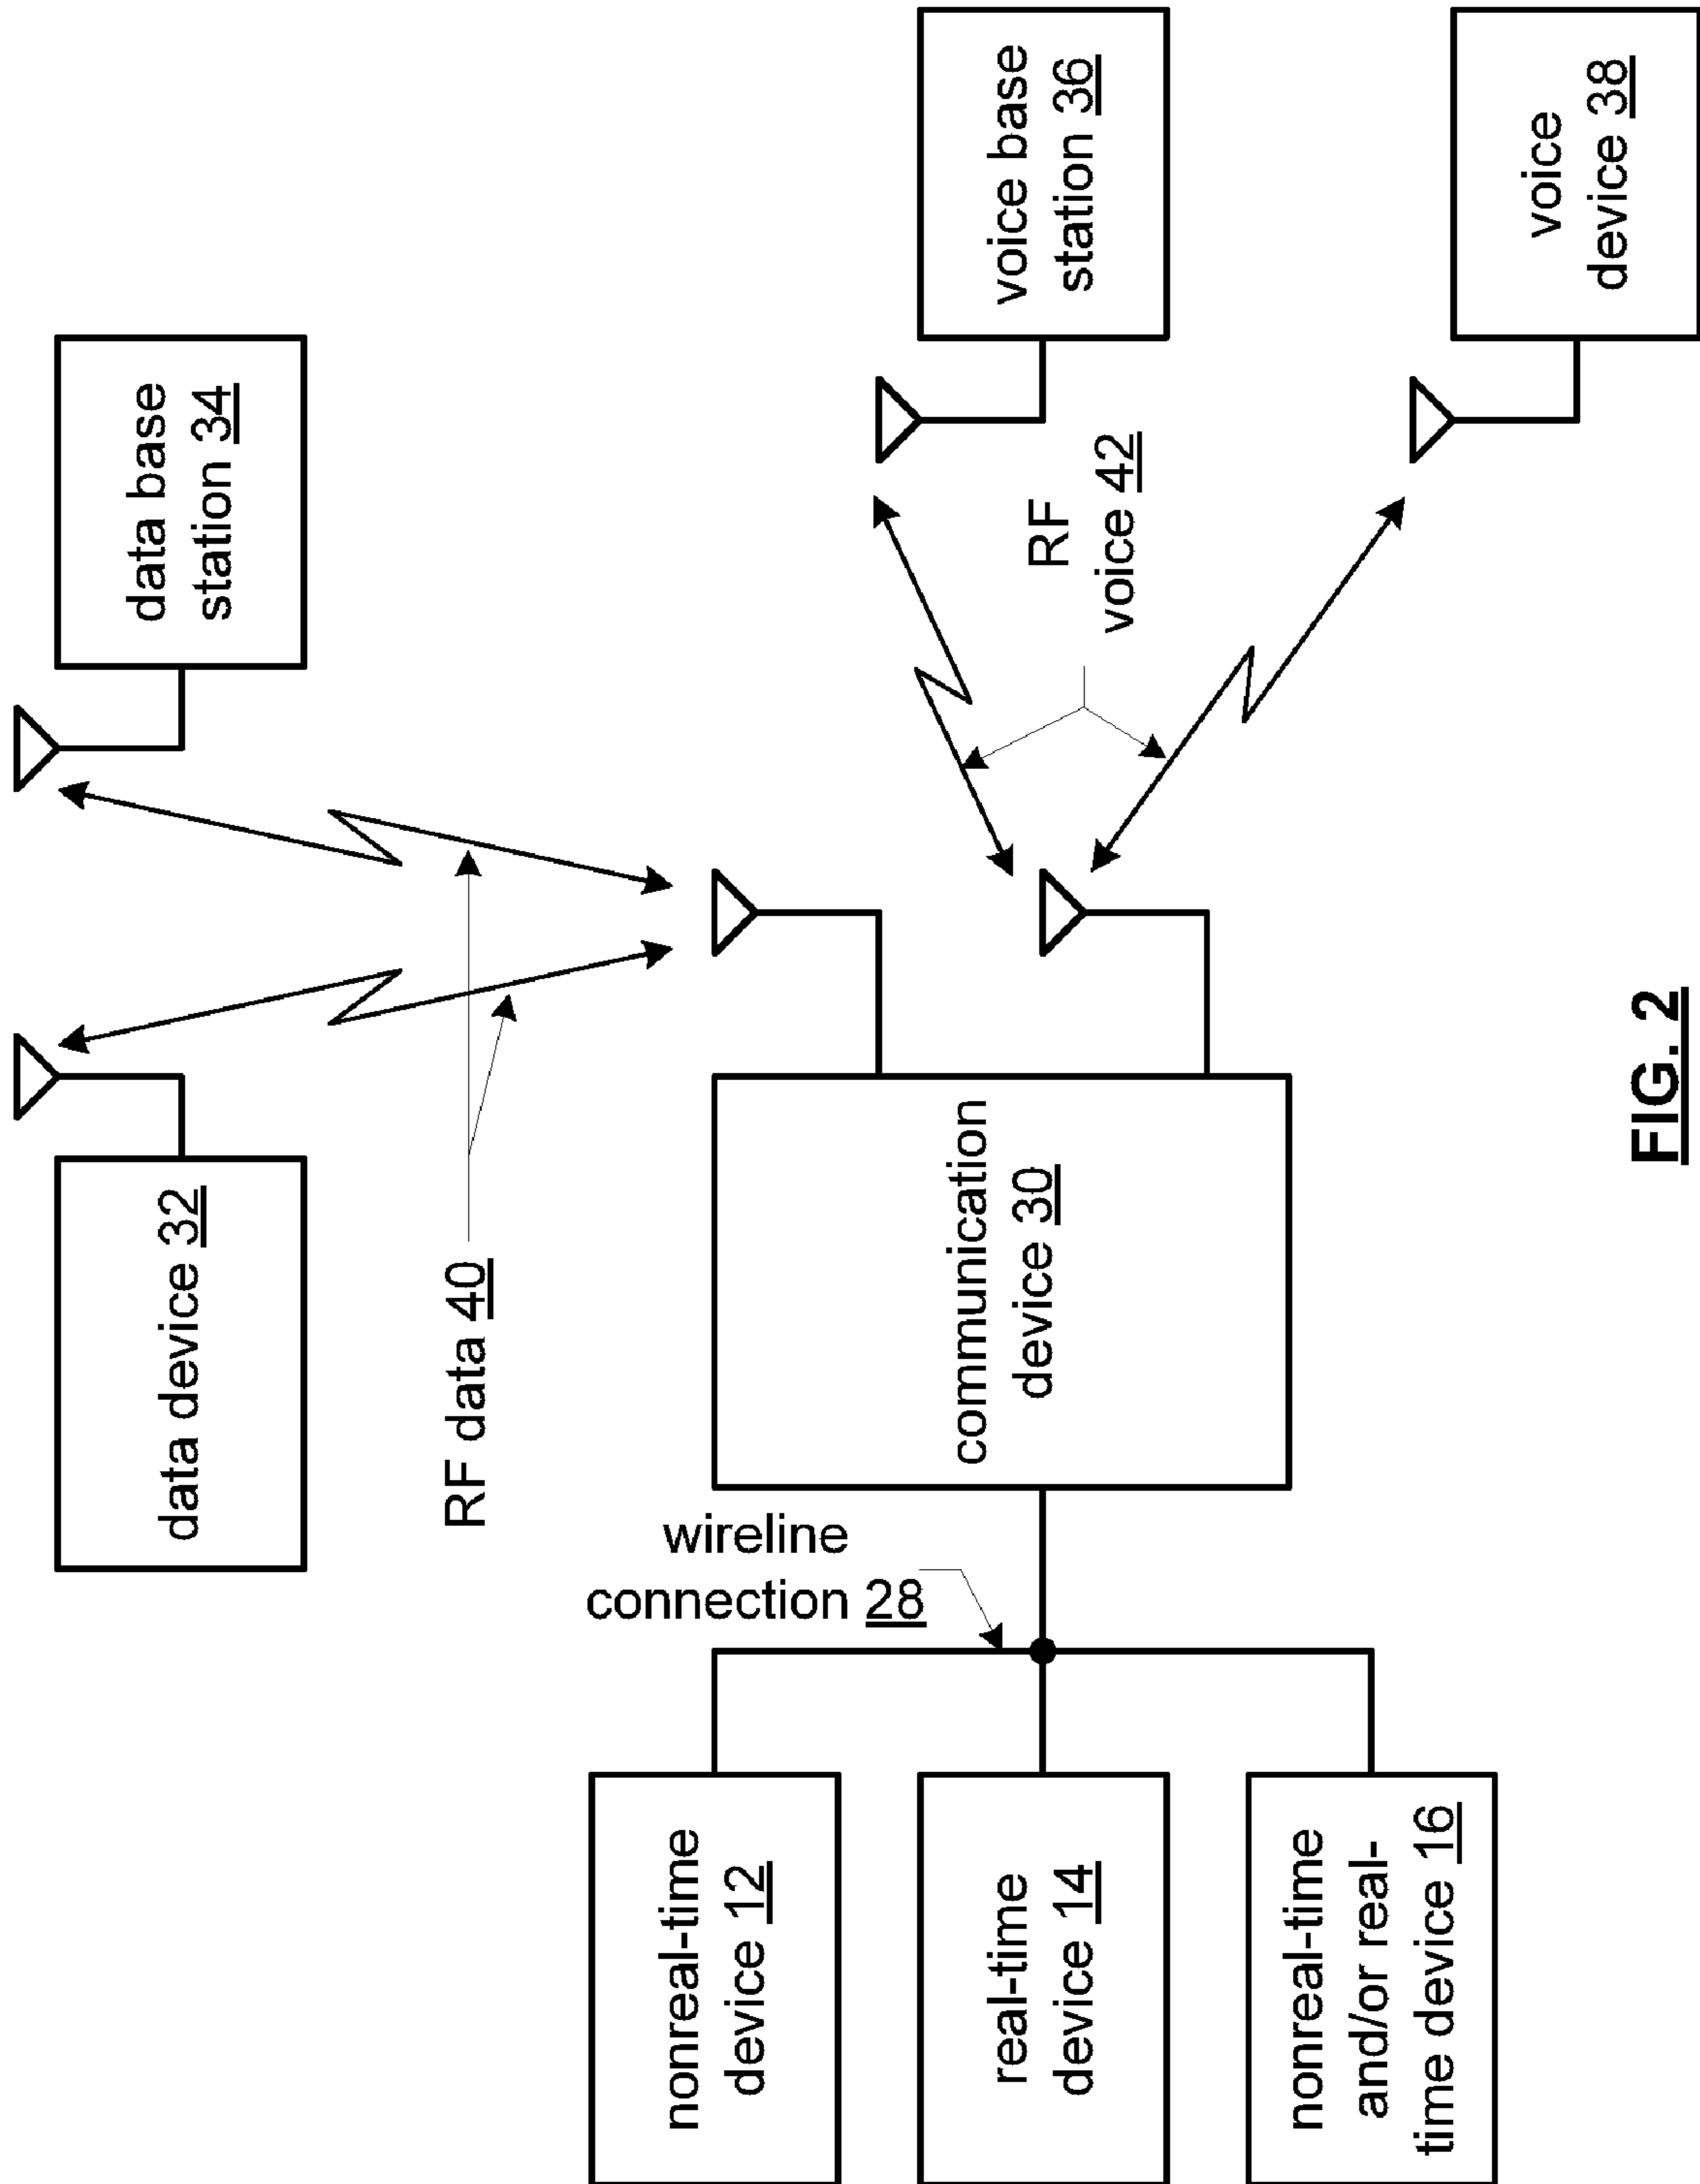 data device 32
data base
station 34
RF data 40
wireline
connection 28
nonreal-time
device 12
communication
device 30
voice base
station 36
real-time
device 14
RF
voice 42
nonreal-time
and/or real-
time device 16
voice
device 38
FIG. 2